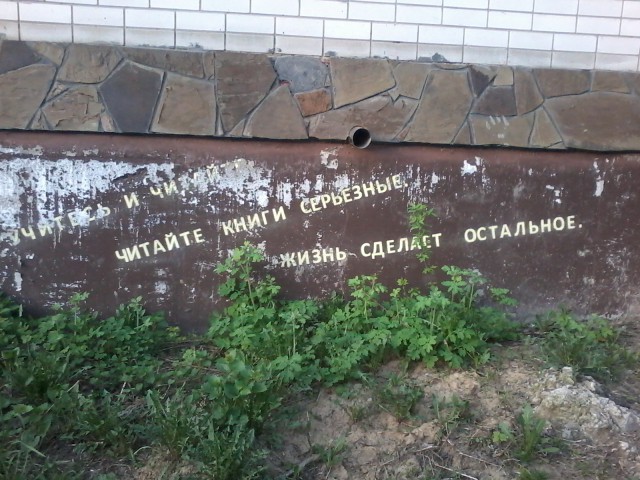 УЧИТЕСЬ И ЧИТАЙТЕ
ЧИТАЙТЕ КНИГИ СЕРЬЕЗНЫЕ.
ЖИЗНЬ СДЕЛАЕТ ОСТАЛЬНОЕ.